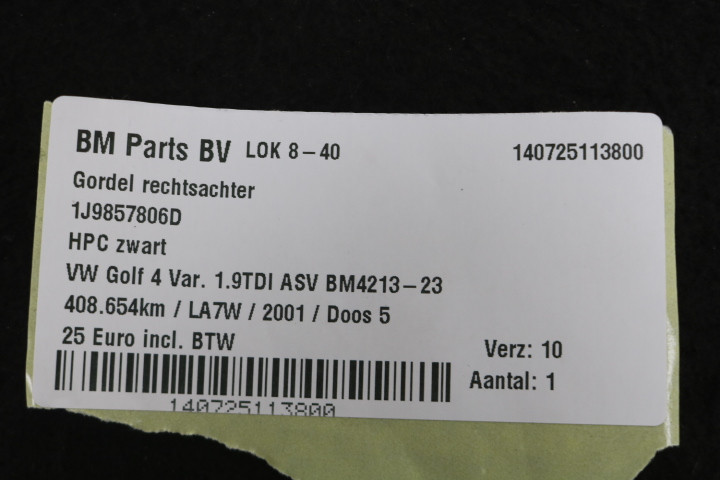 BM Parts BV LOK 8-40 140725113800
Gordel rechtsachter
1J9857806D
HPC zwart
VW Golf 4 Var. 1.9TDI ASV BM4213-23
408.654km / LA7W / 2001 / Doos 5
25 Euro incl. BTW
Verz: 10
Aantal: 1
140725113800